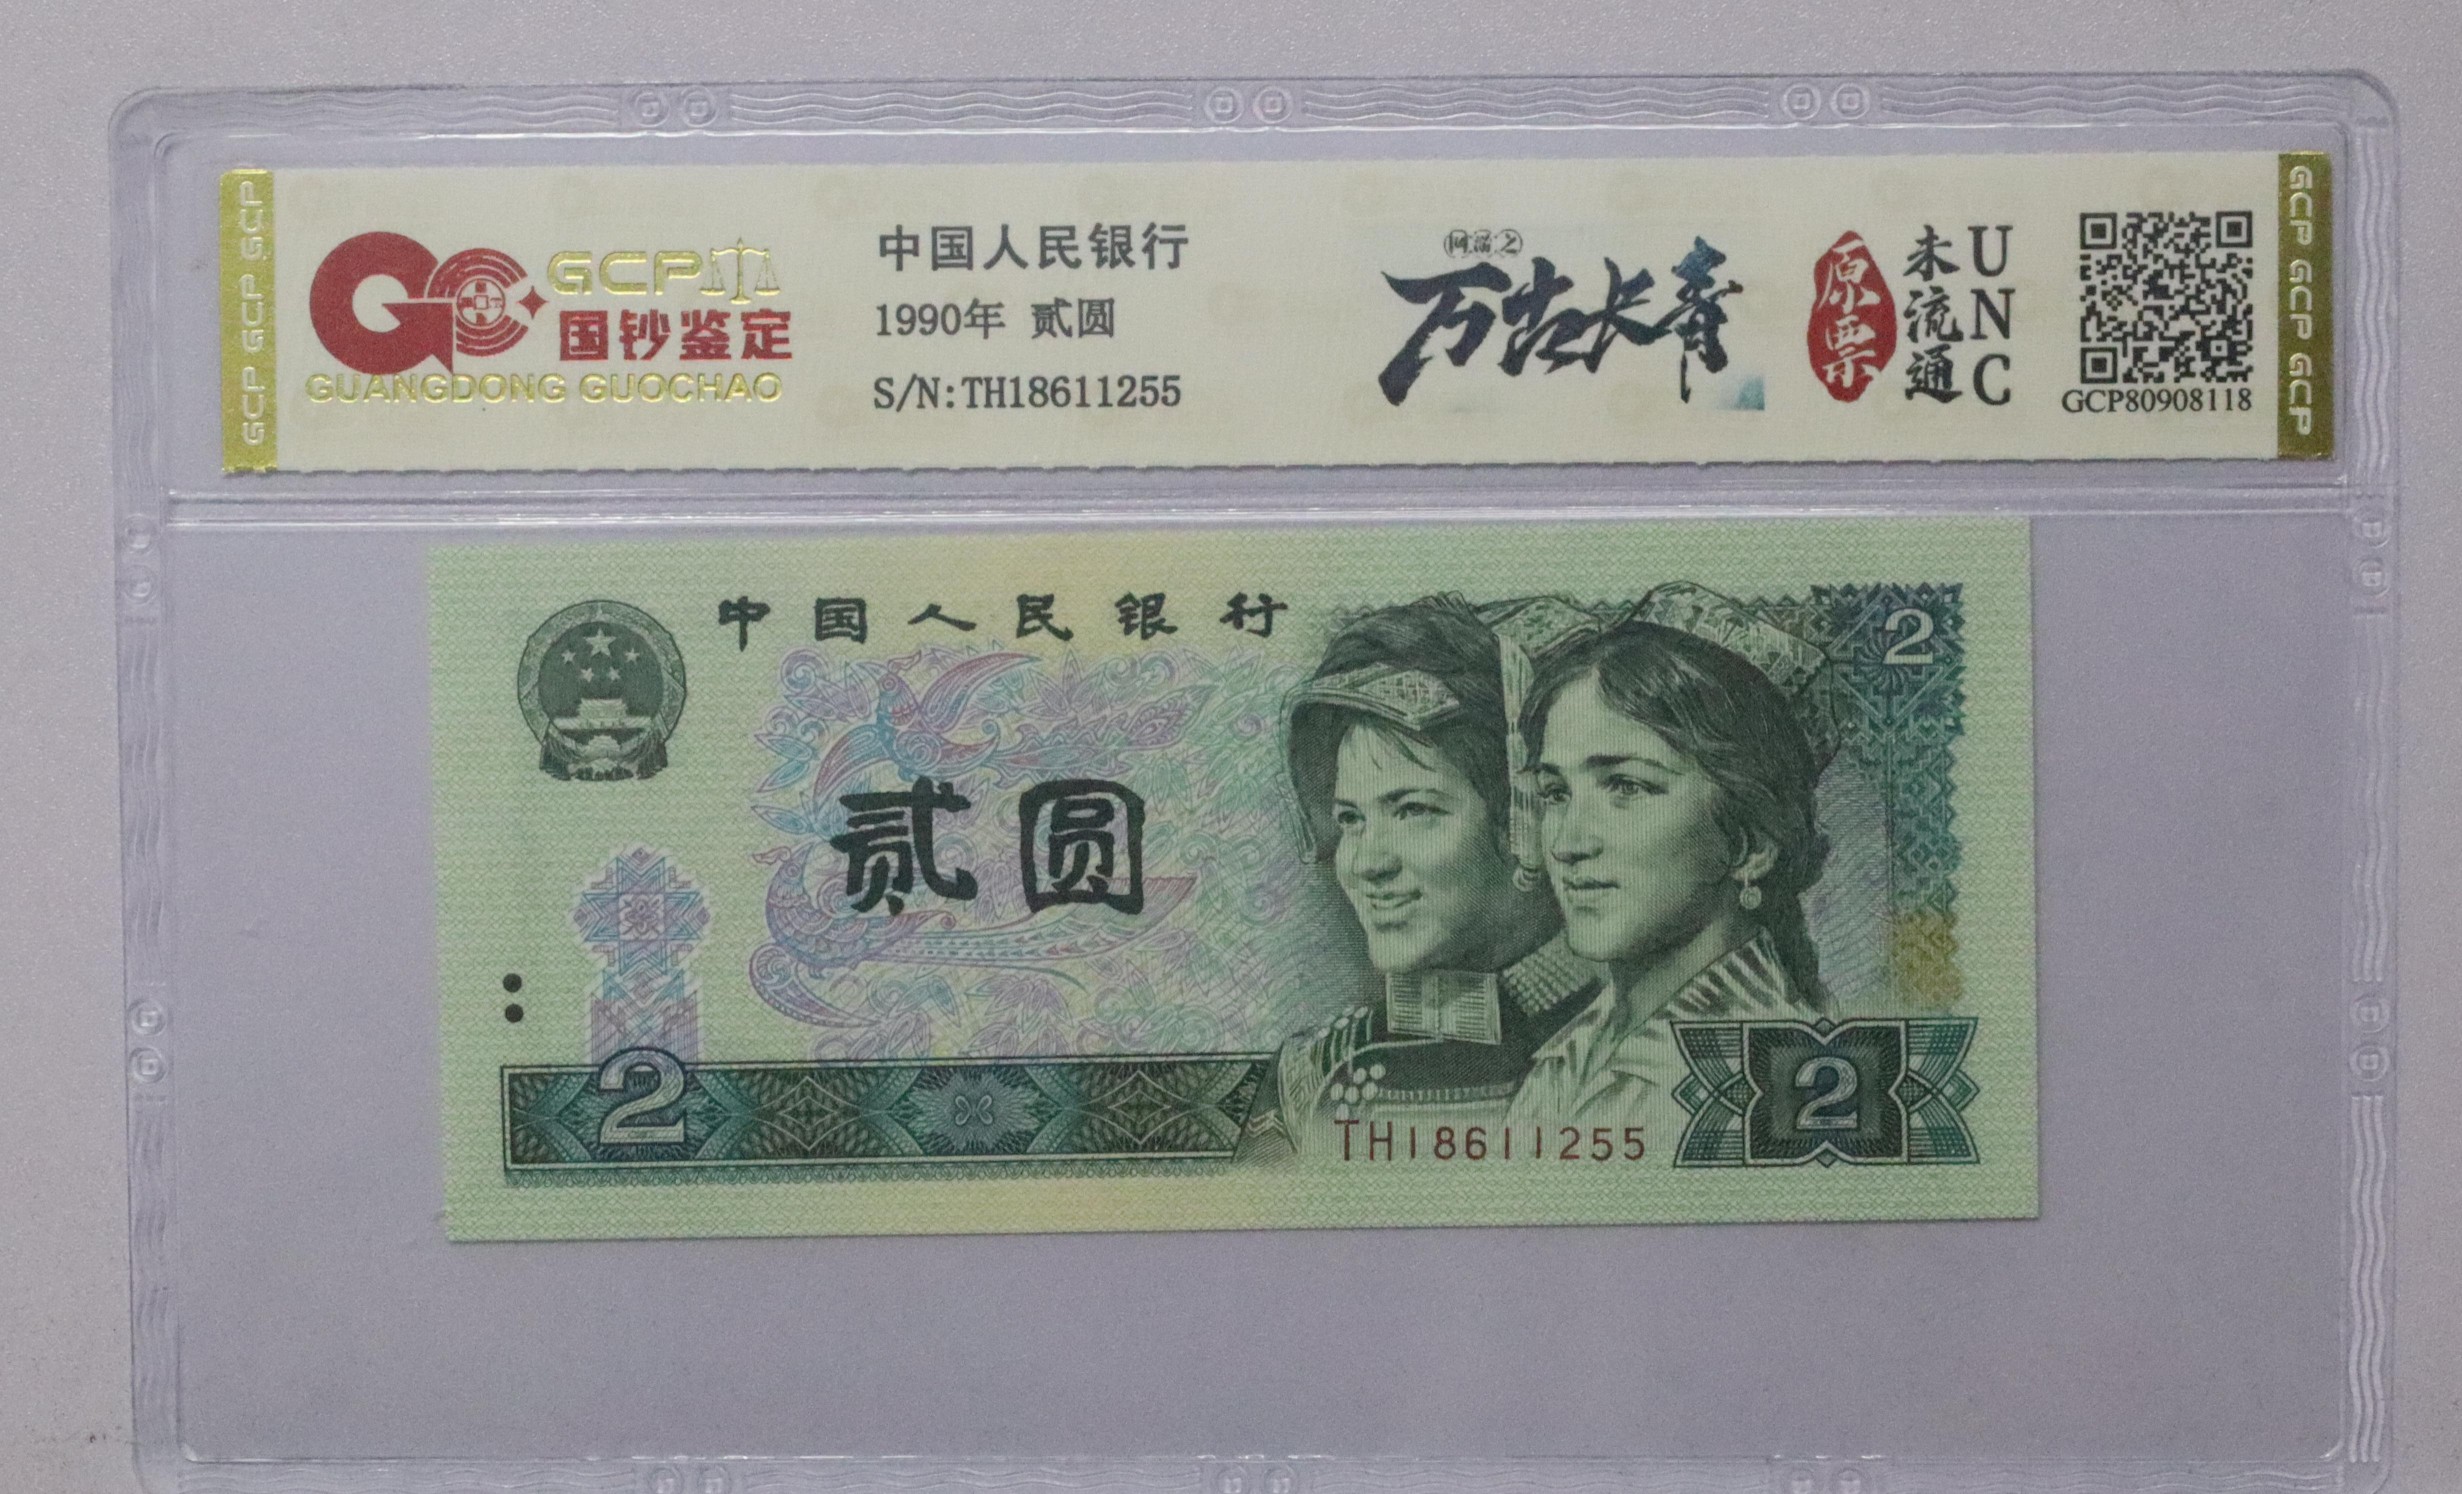 GCP GCP GCP
GCP
国钞鉴定
GUANGDONG GUOCHAO
中国人民银行
1990年 贰圆
S/N:TH18611255
万古长青
原票
未流通
UNC
GCP80908118
GCP GCP GCP
中国人民银行
2
贰圆
2
TH18611255
2